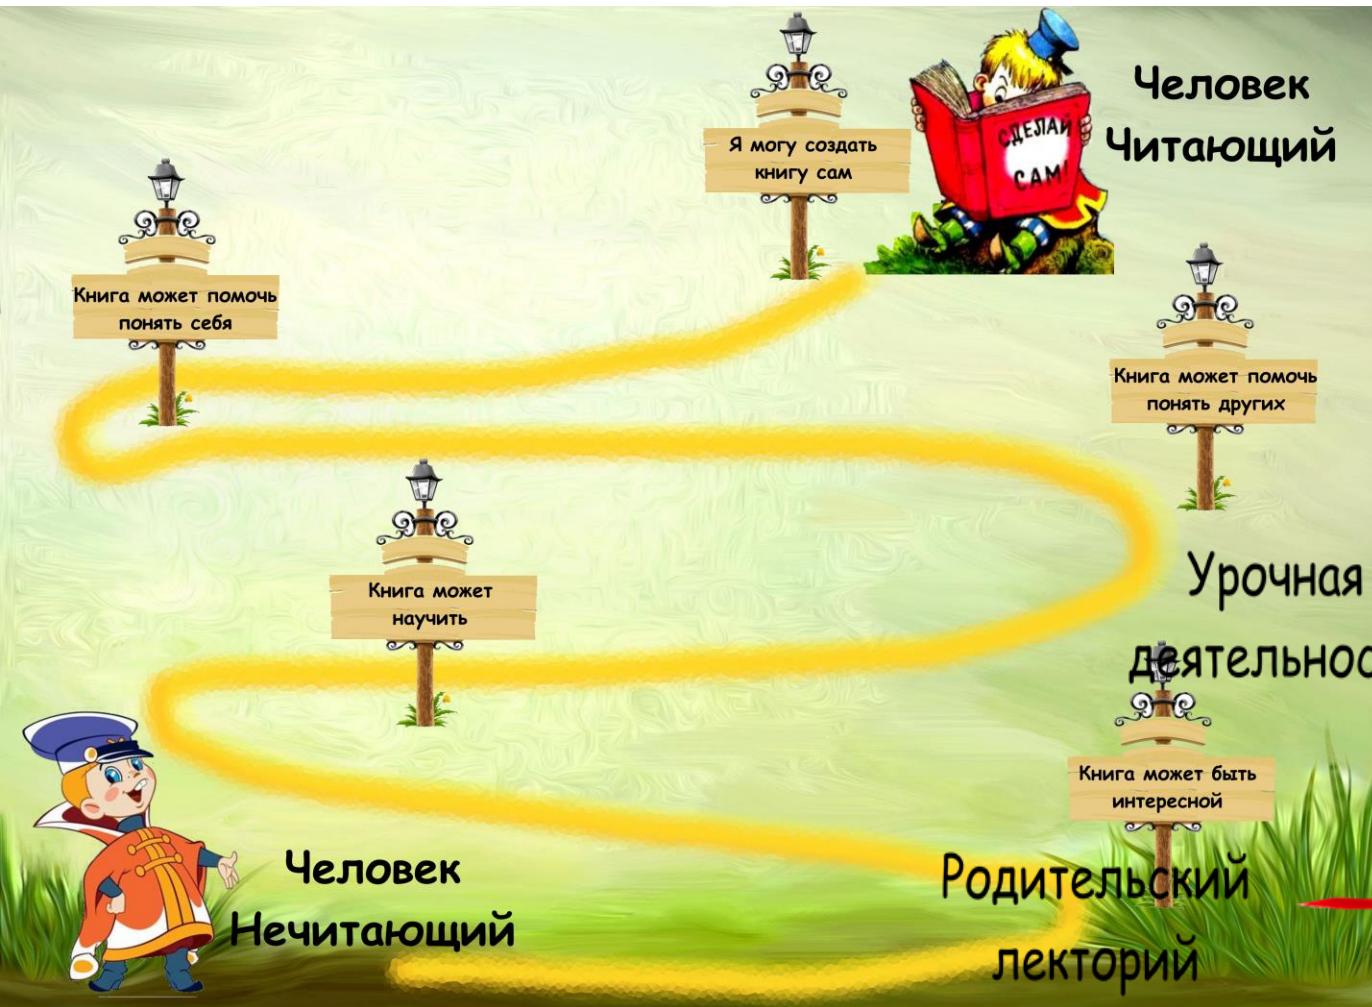 Человек
Читающий
СДЕЛАЙ
САМ!
Я могу создать
книгу сам
Книга может помочь
понять себя
Книга может помочь
понять других
Книга может
научить
Урочная
деятельнос
Книга может быть
интересной
Родительский
лекторий
Человек
Нечитающий